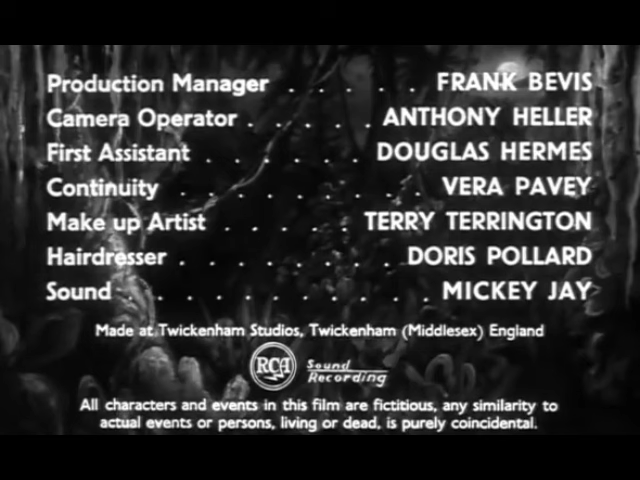 Production Manager . . . . . FRANK BEVIS
Camera Operator . . . . . ANTHONY HELLER
First Assistant . . . . . . DOUGLAS HERMES
Continuity . . . . . . . . . VERA PAVEY
Make up Artist . . . . . TERRY TERRINGTON
Hairdresser . . . . . . . . DORIS POLLARD
Sound . . . . . . . . . . . MICKEY JAY
Made at Twickenham Studios, Twickenham (Middlesex) England
RCA Sound Recording
All characters and events in this film are fictitious, any similarity to
actual events or persons, living or dead, is purely coincidental.